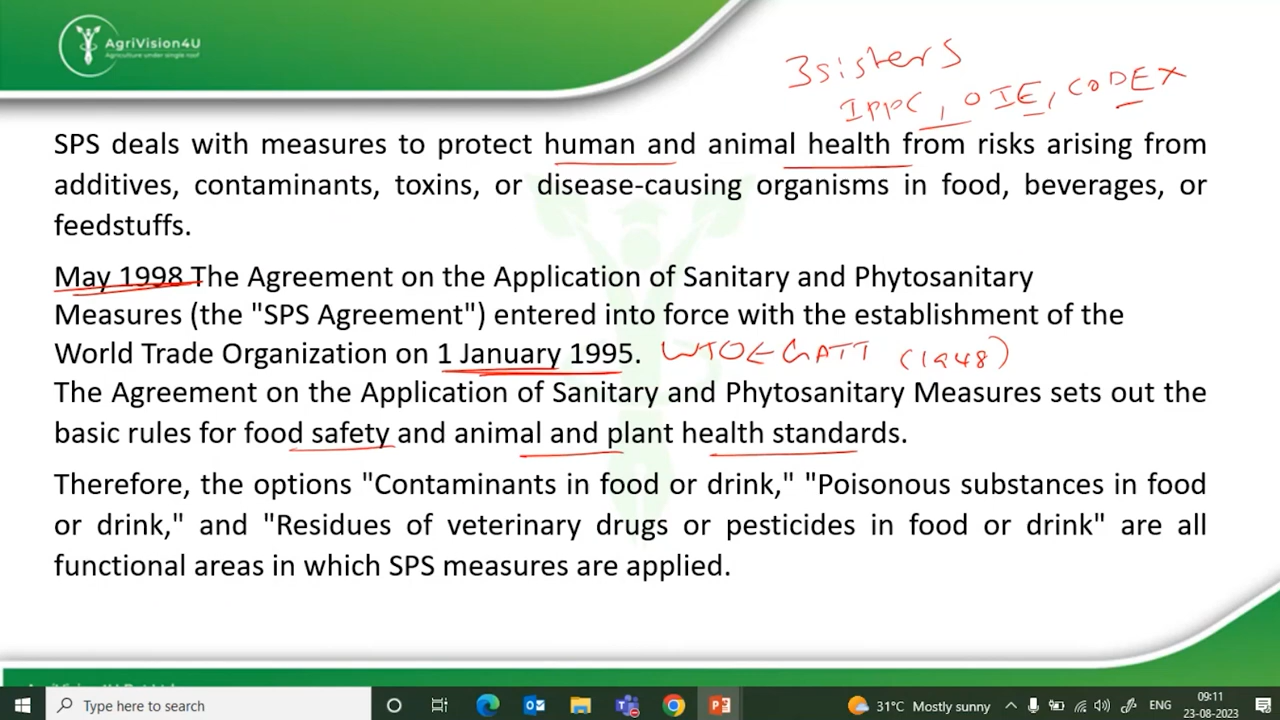 AgriVision4U
Agriculture under single roof
3sisters
IPPC, OIE, CODEX
SPS deals with measures to protect human and animal health from risks arising from
additives, contaminants, toxins, or disease-causing organisms in food, beverages, or
feedstuffs.
May 1998 The Agreement on the Application of Sanitary and Phytosanitary
Measures (the "SPS Agreement") entered into force with the establishment of the
World Trade Organization on 1 January 1995. WTO ← GATT (1948)
The Agreement on the Application of Sanitary and Phytosanitary Measures sets out the
basic rules for food safety and animal and plant health standards.
Therefore, the options "Contaminants in food or drink," "Poisonous substances in food
or drink," and "Residues of veterinary drugs or pesticides in food or drink" are all
functional areas in which SPS measures are applied.
Type here to search
31°C Mostly sunny
ENG
09:11
23-08-2023